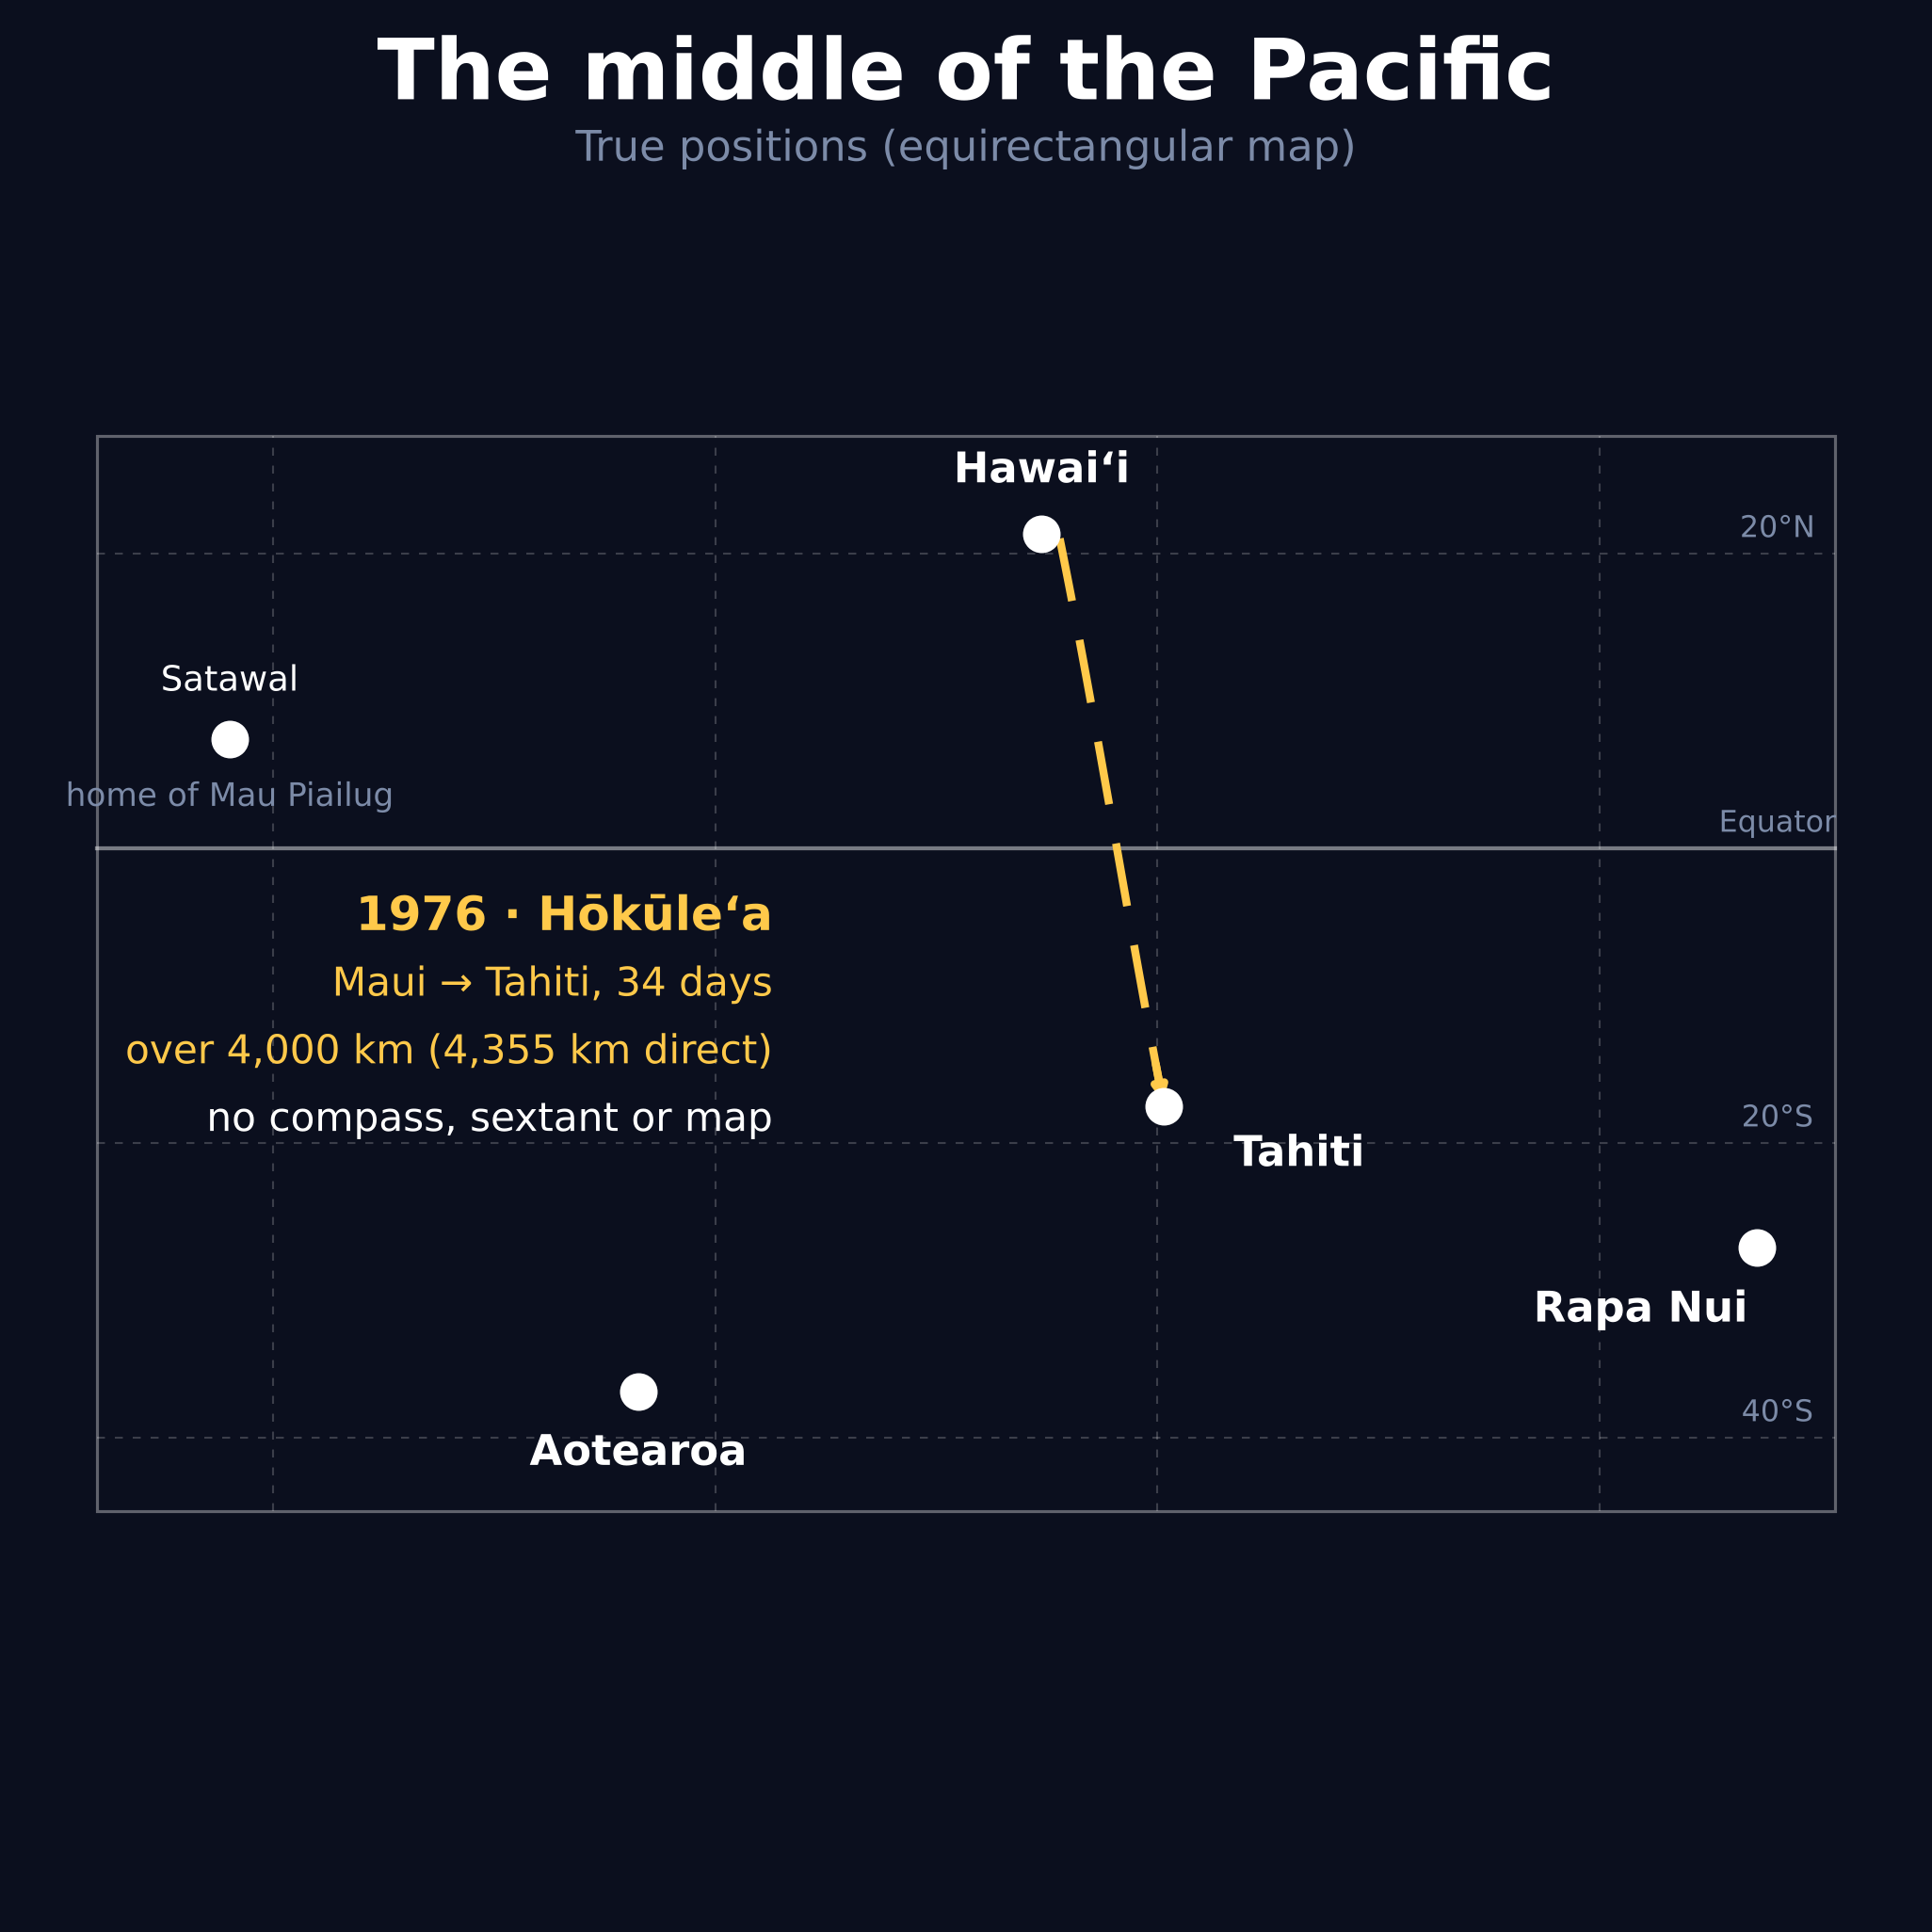 The middle of the Pacific
True positions (equirectangular map)
Hawaiʻi
20°N
Satawal
home of Mau Piailug
Equator
1976 · Hōkūleʻa
Maui → Tahiti, 34 days
over 4,000 km (4,355 km direct)
no compass, sextant or map
20°S
Tahiti
Rapa Nui
40°S
Aotearoa